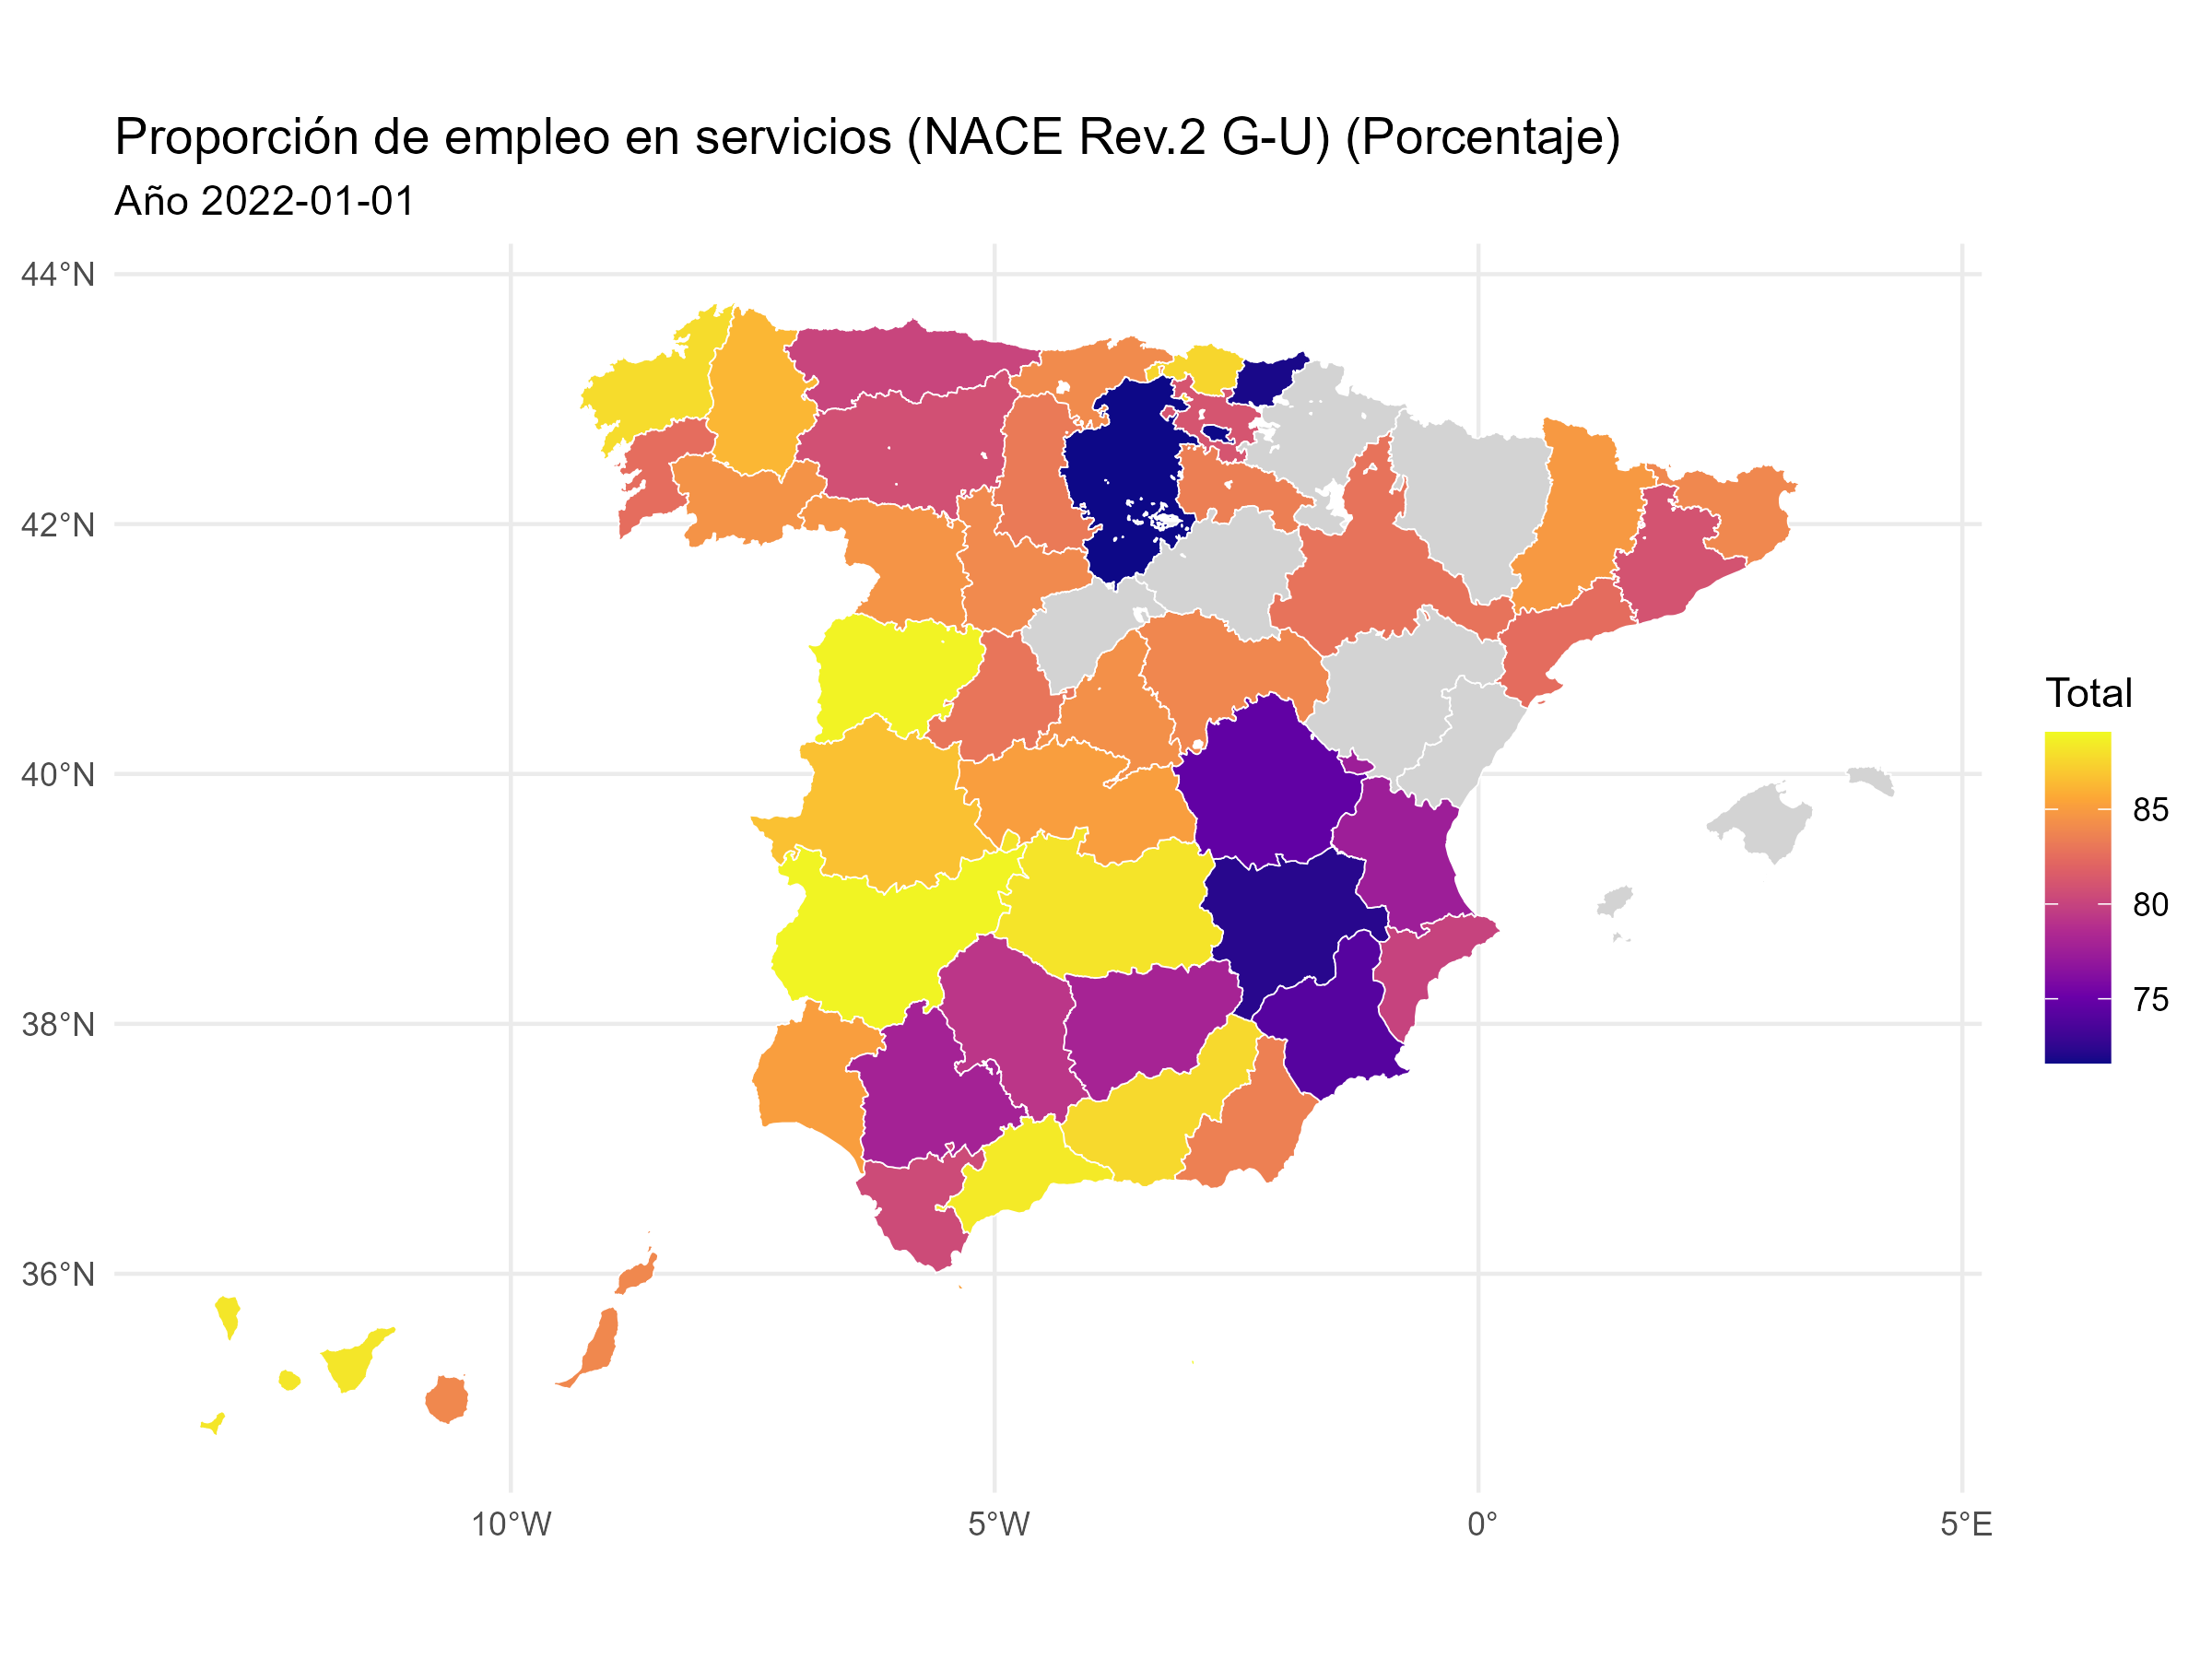 Proporción de empleo en servicios (NACE Rev.2 G-U) (Porcentaje)
Año 2022-01-01
44°N
42°N
40°N
38°N
36°N
10°W
5°W
0°
5°E
Total
85
80
75